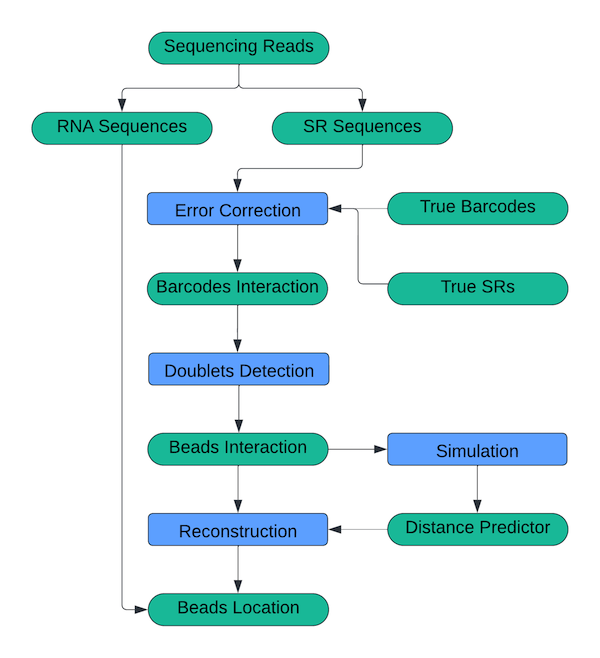 Sequencing Reads
RNA Sequences
SR Sequences
Error Correction
True Barcodes
Barcodes Interaction
True SRs
Doublets Detection
Beads Interaction
Simulation
Reconstruction
Distance Predictor
Beads Location